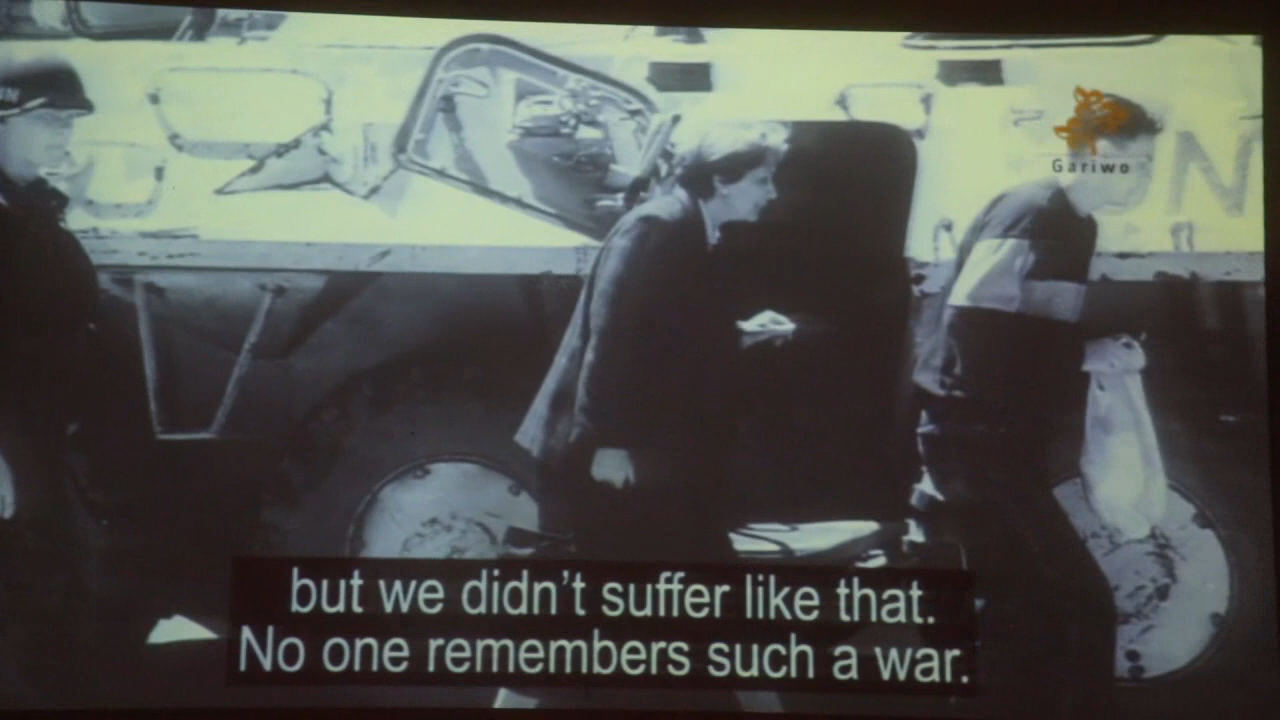 Gariwo
N
but we didn't suffer like that.
No one remembers such a war.